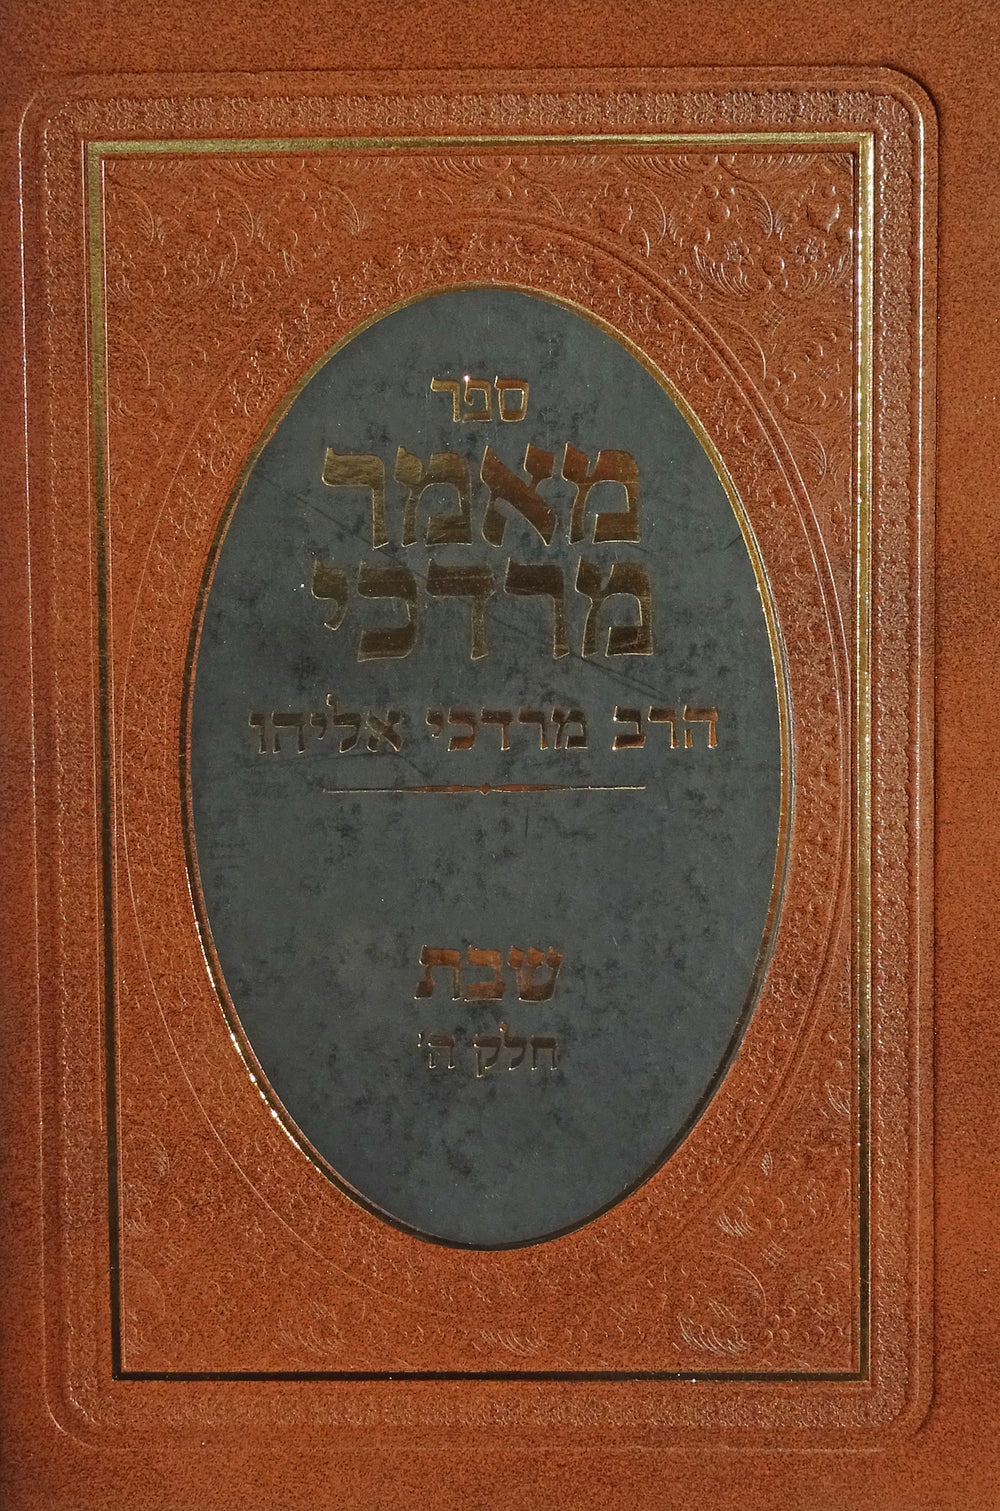 ספר
מאמר
מרדכי
הרב מרדכי אליהו
שבת
חלק ה'